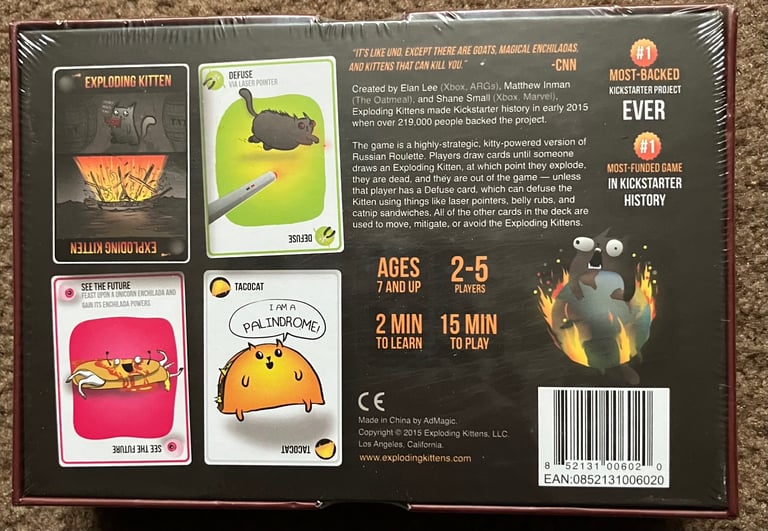 EXPLODING KITTEN
EXPLODING KITTEN
DEFUSE
VIA LASER POINTER
DEFUSE
SEE THE FUTURE
FEAST UPON A UNICORN ENCHILADA AND
GAIN ITS ENCHILADA POWERS
SEE THE FUTURE
TACOCAT
I AM A
PALINDROME!
TACOCAT
"IT'S LIKE UNO, EXCEPT THERE ARE GOATS, MAGICAL ENCHILADAS,
AND KITTENS THAT CAN KILL YOU."
-CNN
Created by Elan Lee (Xbox, ARGs), Matthew Inman
(The Oatmeal), and Shane Small (Xbox, Marvel),
Exploding Kittens made Kickstarter history in early 2015
when over 219,000 people backed the project.
The game is a highly-strategic, kitty-powered version of
Russian Roulette. Players draw cards until someone
draws an Exploding Kitten, at which point they explode,
they are dead, and they are out of the game — unless
that player has a Defuse card, which can defuse the
Kitten using things like laser pointers, belly rubs, and
catnip sandwiches. All of the other cards in the deck are
used to move, mitigate, or avoid the Exploding Kittens.
#1
MOST-BACKED
KICKSTARTER PROJECT
EVER
#1
MOST-FUNDED GAME
IN KICKSTARTER
HISTORY
AGES
7 AND UP
2-5
PLAYERS
2 MIN
TO LEARN
15 MIN
TO PLAY
CE
Made in China by AdMagic.
Copyright © 2015 Exploding Kittens, LLC.
Los Angeles, California.
www.explodingkittens.com
8 52131 00602 0
EAN:0852131006020